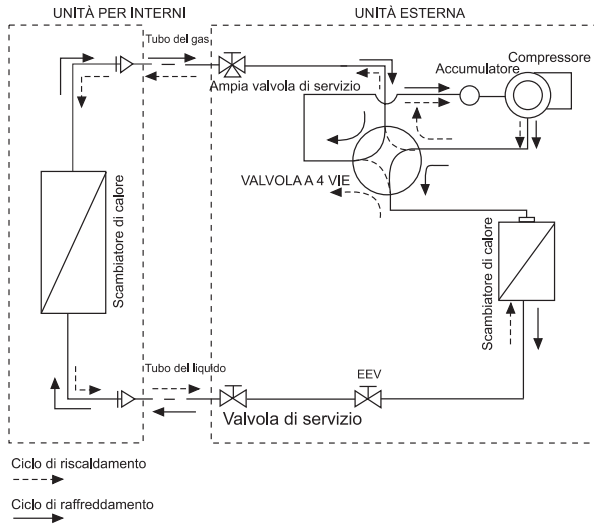 UNITÀ PER INTERNI
UNITÀ ESTERNA
Tubo del gas
Compressore
Accumulatore
Ampia valvola di servizio
VALVOLA A 4 VIE
Scambiatore di calore
Scambiatore di calore
Tubo del liquido
EEV
Valvola di servizio
Ciclo di riscaldamento
Ciclo di raffreddamento